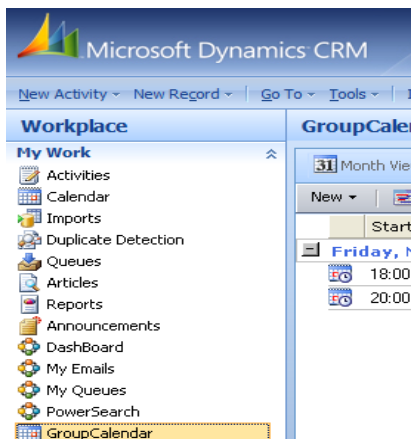 Microsoft Dynamics CRM
New Activity New Record Go To Tools
Workplace
My Work
Activities
Calendar
Imports
Duplicate Detection
Queues
Articles
Reports
Announcements
DashBoard
My Emails
My Queues
PowerSearch
GroupCalendar
GroupCaler
31 Month Vie
New
Start
Friday, N
18:00
20:00